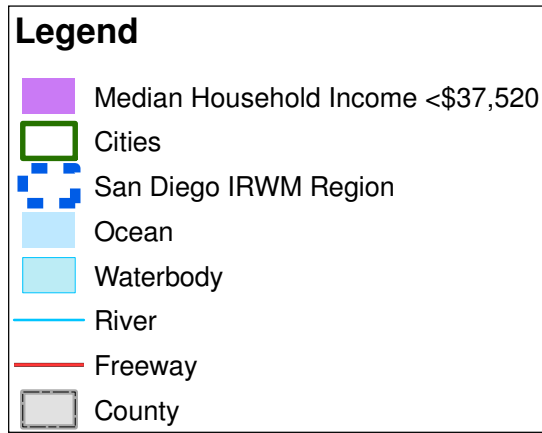 Legend
Median Household Income <$37,520
Cities
San Diego IRWM Region
Ocean
Waterbody
River
Freeway
County